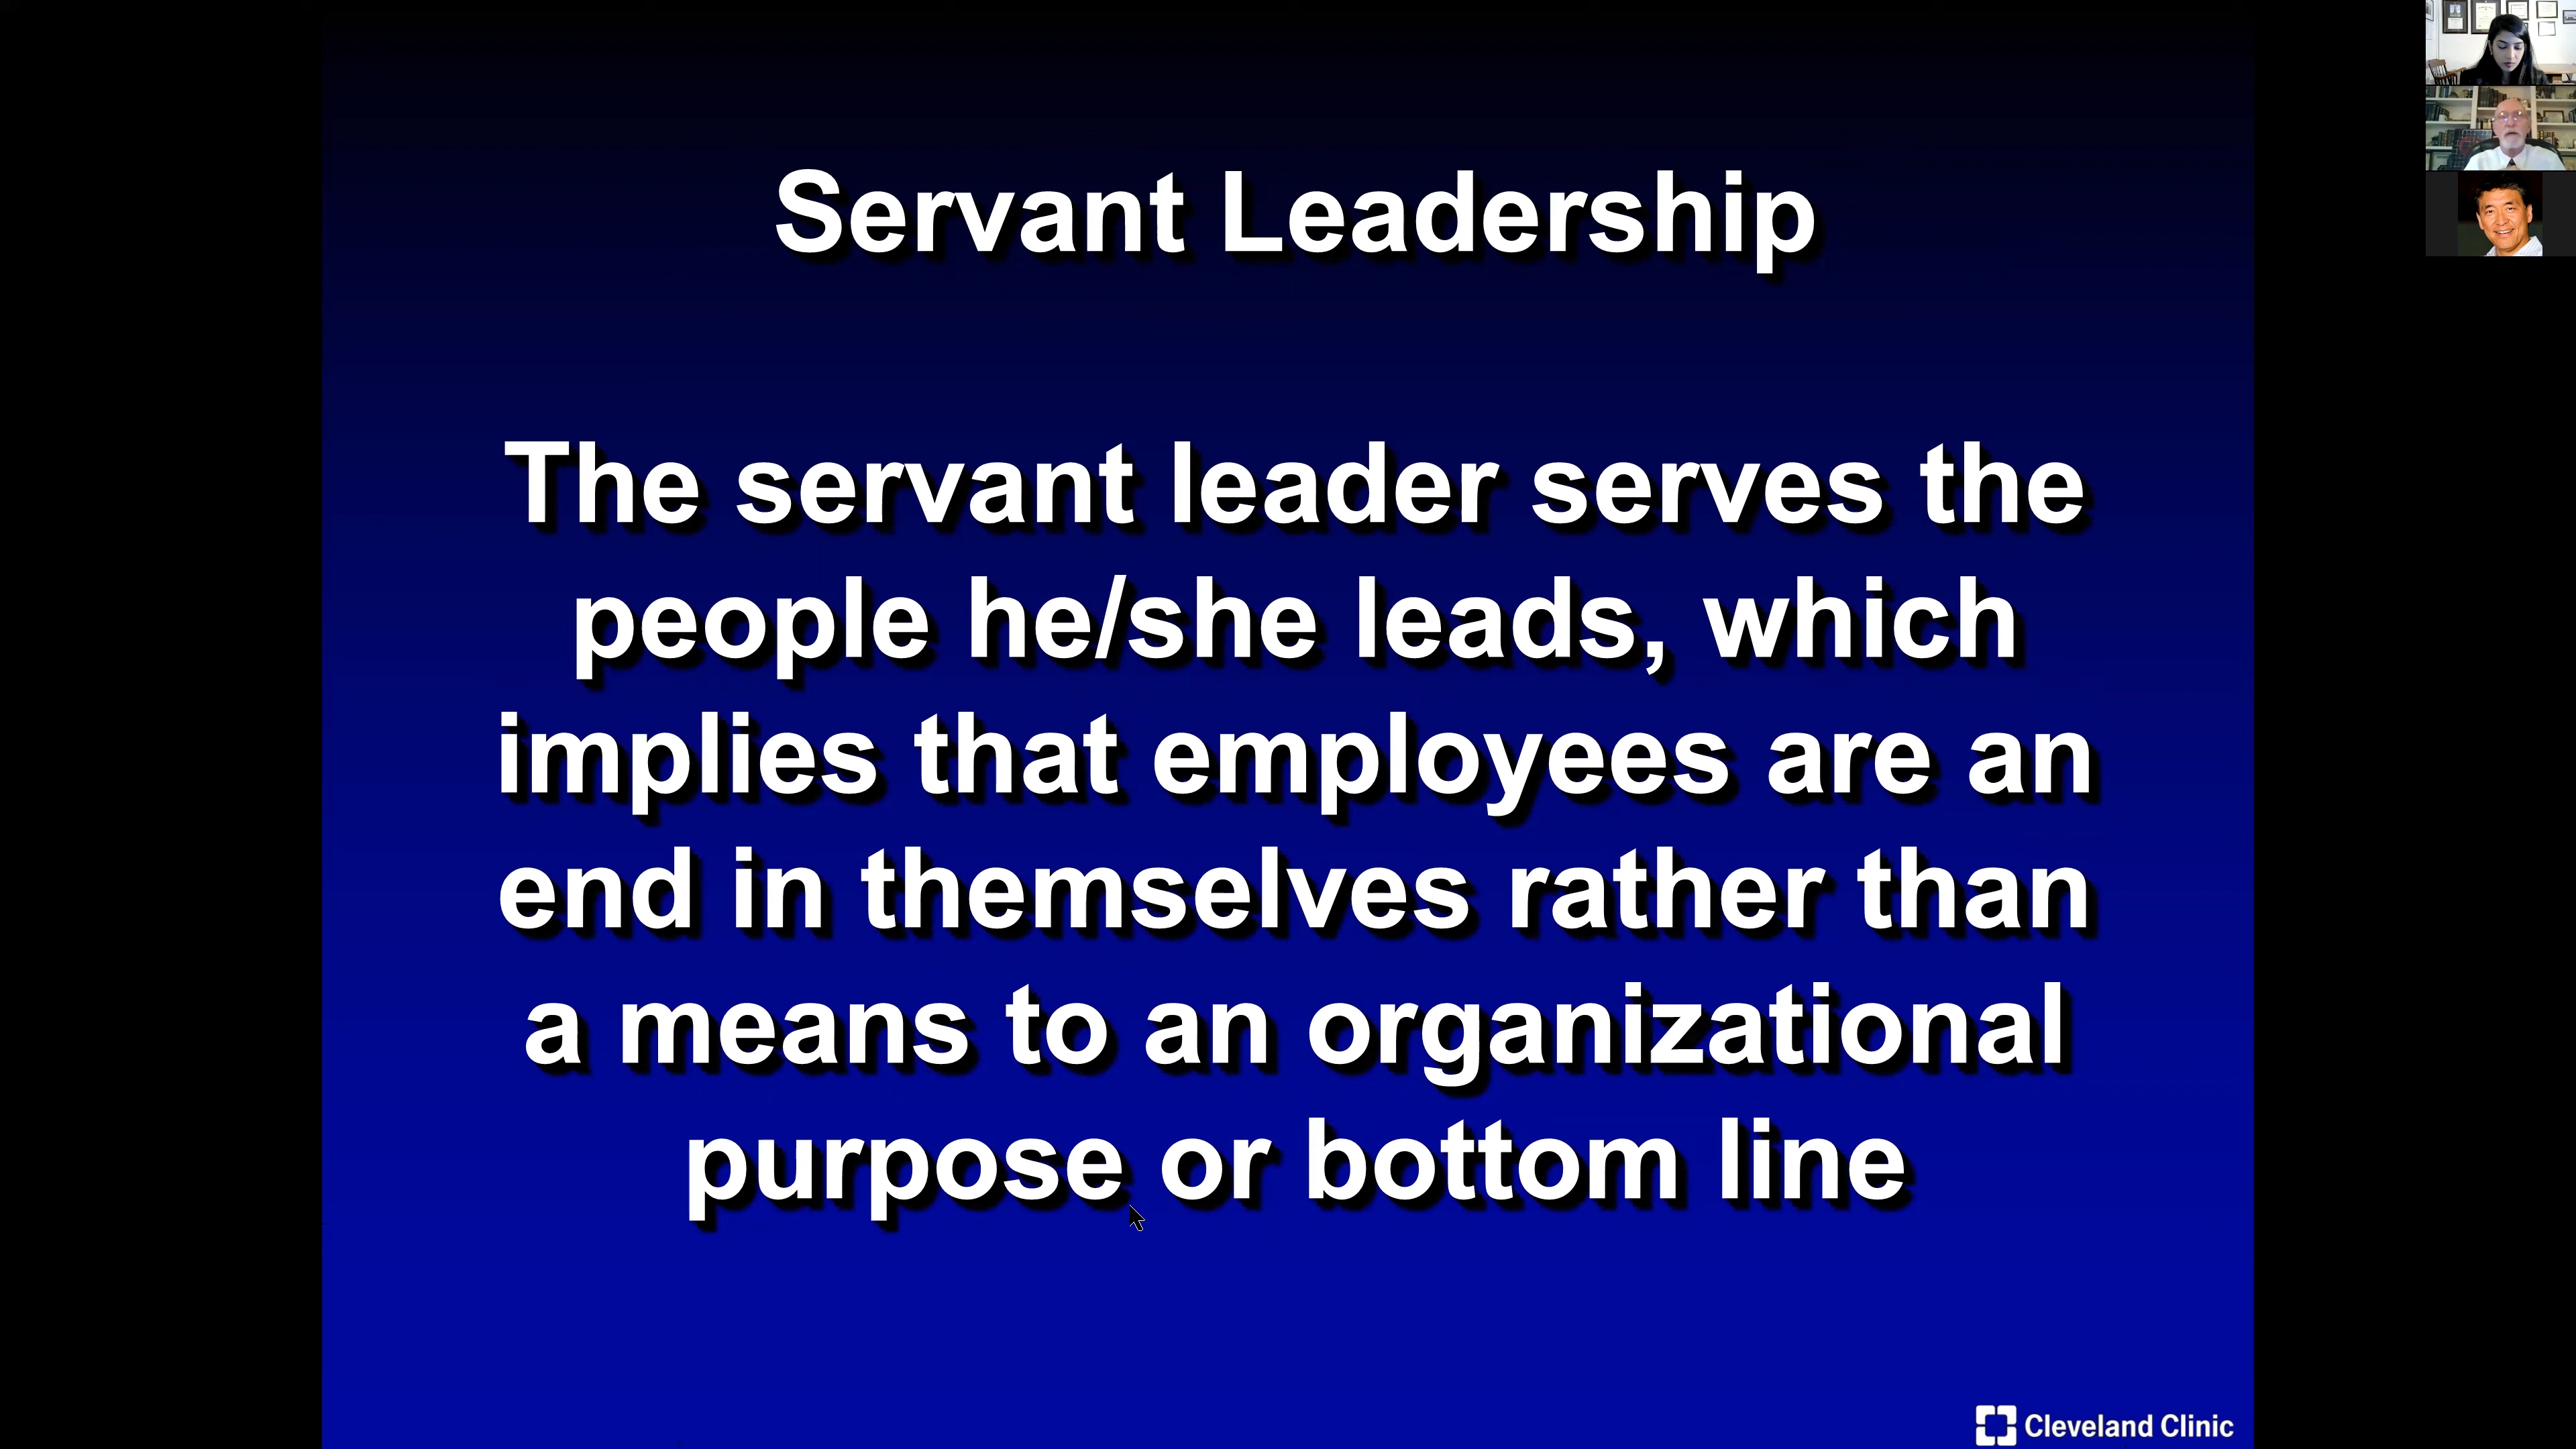 Servant Leadership
The servant leader serves the
people he/she leads, which
implies that employees are an
end in themselves rather than
a means to an organizational
purpose or bottom line
Cleveland Clinic